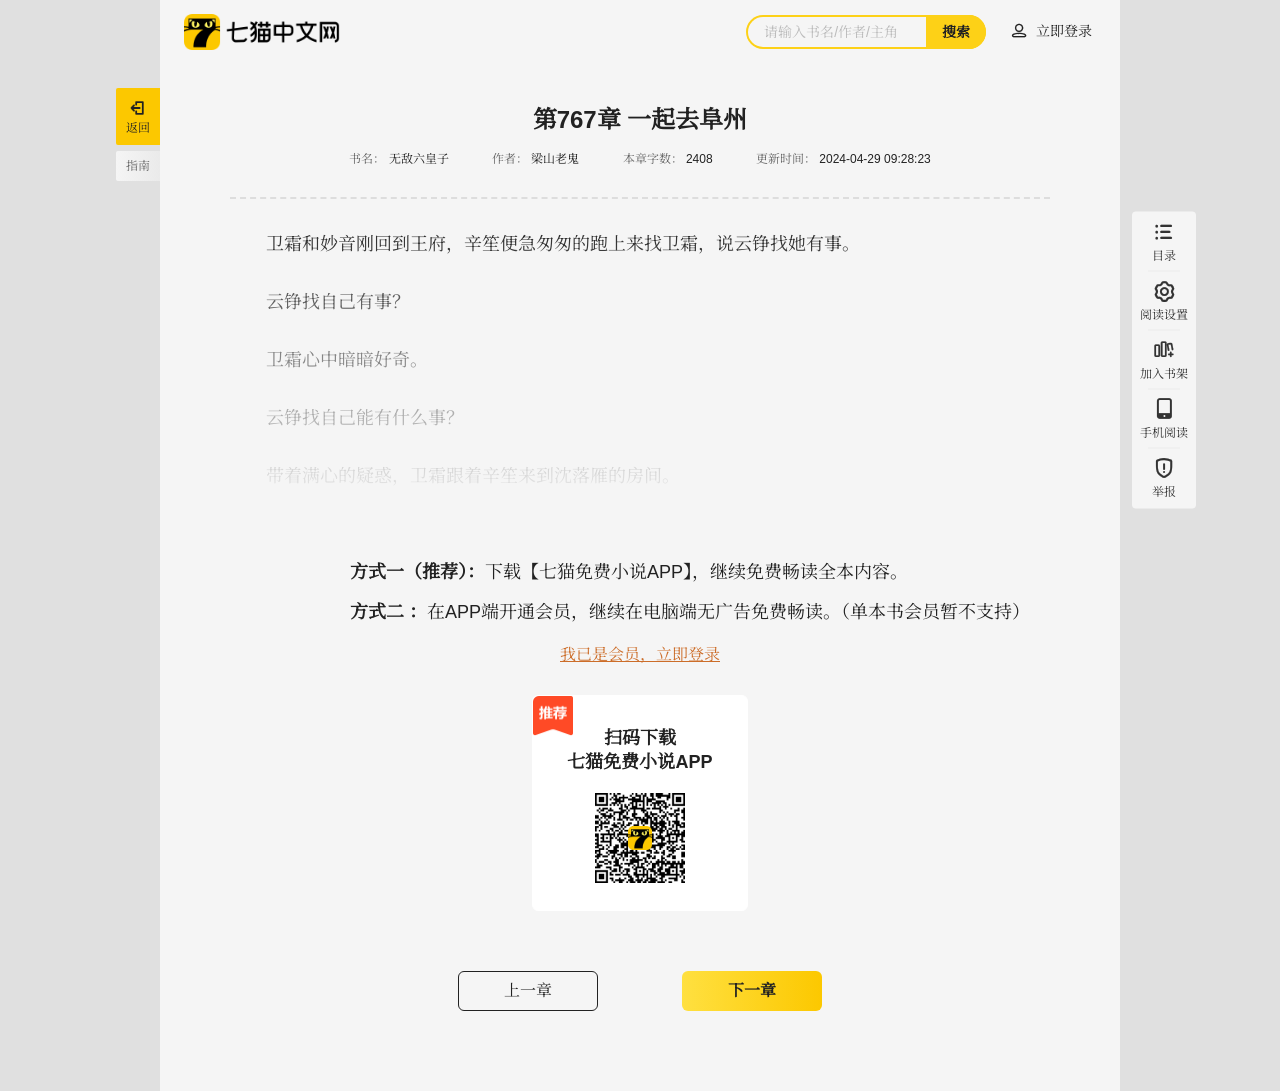 七猫中文网
请输入书名/作者/主角
搜索
立即登录
返回
指南
第767章 一起去阜州
书名： 无敌六皇子 作者： 梁山老鬼 本章字数： 2408 更新时间： 2024-04-29 09:28:23
卫霜和妙音刚回到王府，辛笙便急匆匆的跑上来找卫霜，说云铮找她有事。
云铮找自己有事?
卫霜心中暗暗好奇。
云铮找自己能有什么事?
带着满心的疑惑，卫霜跟着辛笙来到沈落雁的房间。
目录
阅读设置
加入书架
手机阅读
举报
方式一（推荐）：下载【七猫免费小说APP】，继续免费畅读全本内容。
方式二 ：在APP端开通会员，继续在电脑端无广告免费畅读。（单本书会员暂不支持）
我已是会员，立即登录
推荐
扫码下载
七猫免费小说APP
上一章
下一章